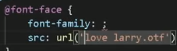 @font-face {
font-family: ;
src: url('love larry.otf')